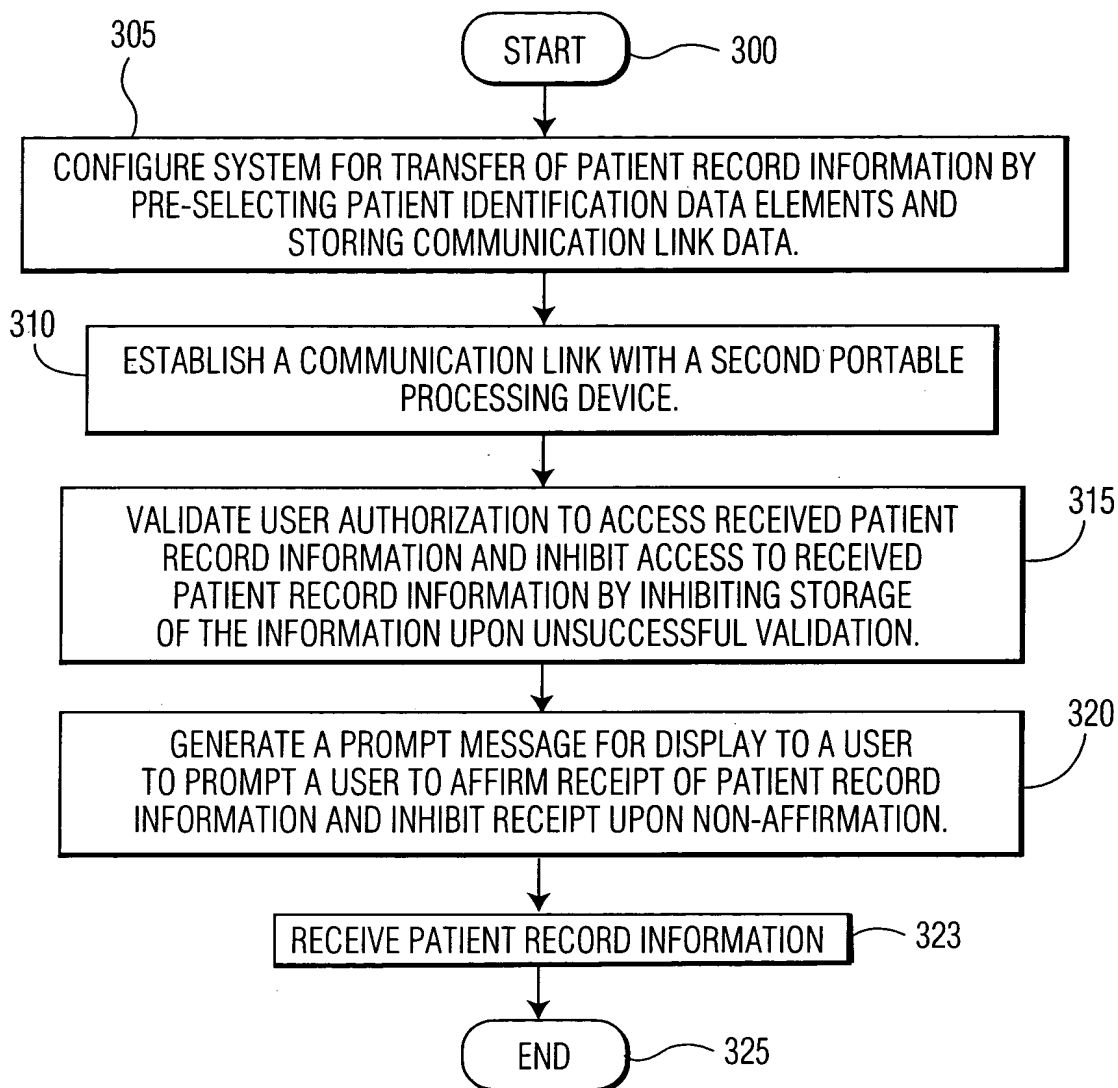 305
START
300
CONFIGURE SYSTEM FOR TRANSFER OF PATIENT RECORD INFORMATION BY
PRE-SELECTING PATIENT IDENTIFICATION DATA ELEMENTS AND
STORING COMMUNICATION LINK DATA.
310
ESTABLISH A COMMUNICATION LINK WITH A SECOND PORTABLE
PROCESSING DEVICE.
315
VALIDATE USER AUTHORIZATION TO ACCESS RECEIVED PATIENT
RECORD INFORMATION AND INHIBIT ACCESS TO RECEIVED
PATIENT RECORD INFORMATION BY INHIBITING STORAGE
OF THE INFORMATION UPON UNSUCCESSFUL VALIDATION.
320
GENERATE A PROMPT MESSAGE FOR DISPLAY TO A USER
TO PROMPT A USER TO AFFIRM RECEIPT OF PATIENT RECORD
INFORMATION AND INHIBIT RECEIPT UPON NON-AFFIRMATION.
RECEIVE PATIENT RECORD INFORMATION
323
END
325